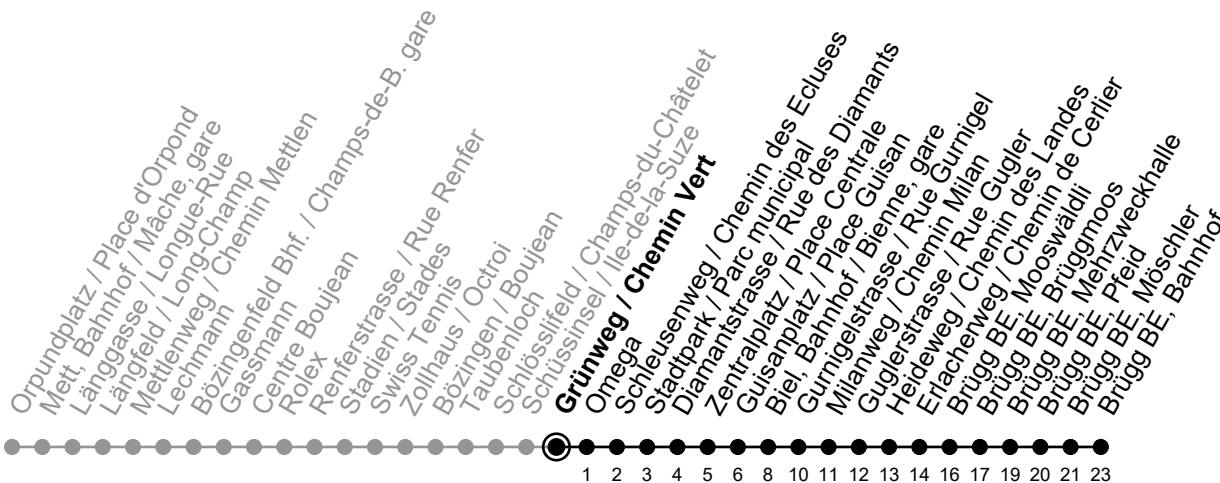 Orpundplatz / Place d'Orpond
Mett, Bahnhof / Mâche, gare
Länggasse / Longue-Rue
Längfeld / Long-Champ
Mettlenweg / Chemin Mettlen
Lechmann
Bözingenfeld Bhf. / Champs-de-B. gare
Gassmann
Centre Boujean
Rolex
Renferstrasse / Rue Renfer
Stadien / Stades
Swiss Tennis
Zollhaus / Octroi
Bözingen / Boujean
Taubenloch
Schlösslifeld / Champs-du-Châtelet
Schüssinsel / Ile-de-la-Suze
Grünweg / Chemin Vert
Omega
Schleusenweg / Chemin des Ecluses
Stadtpark / Parc municipal
Diamantstrasse / Rue des Diamants
Zentralplatz / Place Centrale
Guisanplatz / Place Guisan
Biel, Bahnhof / Bienne, gare
Gurnigelstrasse / Rue Gurnigel
Milanweg / Chemin Milan
Guglerstrasse / Rue Gugler
Heideweg / Chemin des Landes
Erlacherweg / Chemin de Cerlier
Brügg BE, Mooswäldli
Brügg BE, Brüggmoos
Brügg BE, Mehrzweckhalle
Brügg BE, Pfeid
Brügg BE, Möschler
Brügg BE, Bahnhof
1 2 3 4 5 6 8 10 11 12 13 14 16 17 19 20 21 23